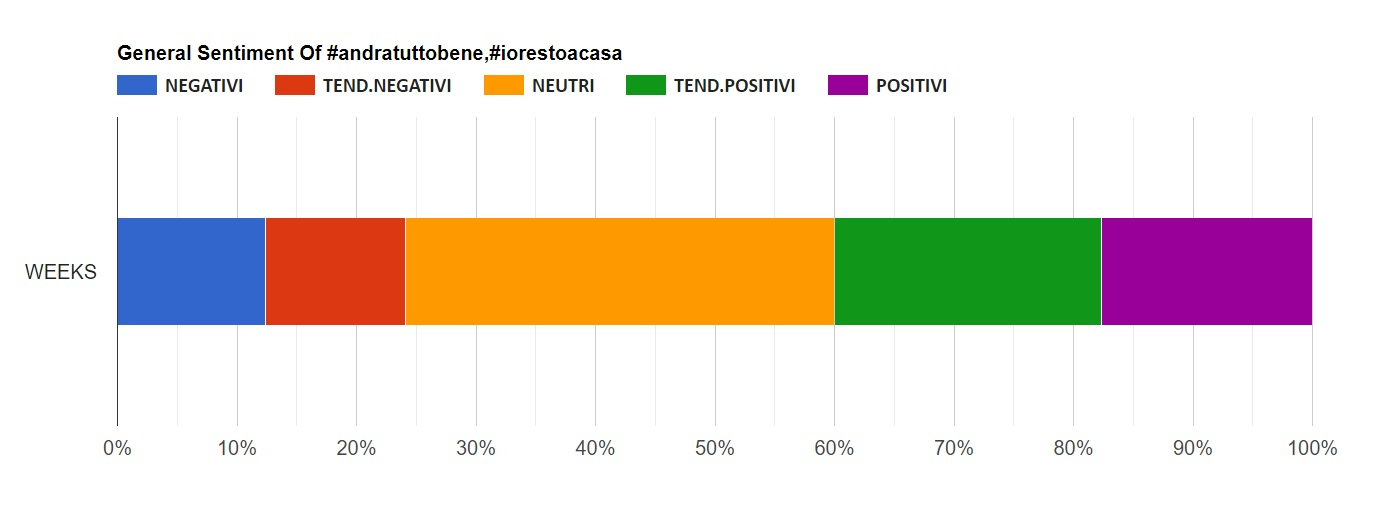 General Sentiment Of #andratuttobene,#iorestoacasa
NEGATIVI TEND.NEGATIVI NEUTRI TEND.POSITIVI POSITIVI
WEEKS
0% 10% 20% 30% 40% 50% 60% 70% 80% 90% 100%